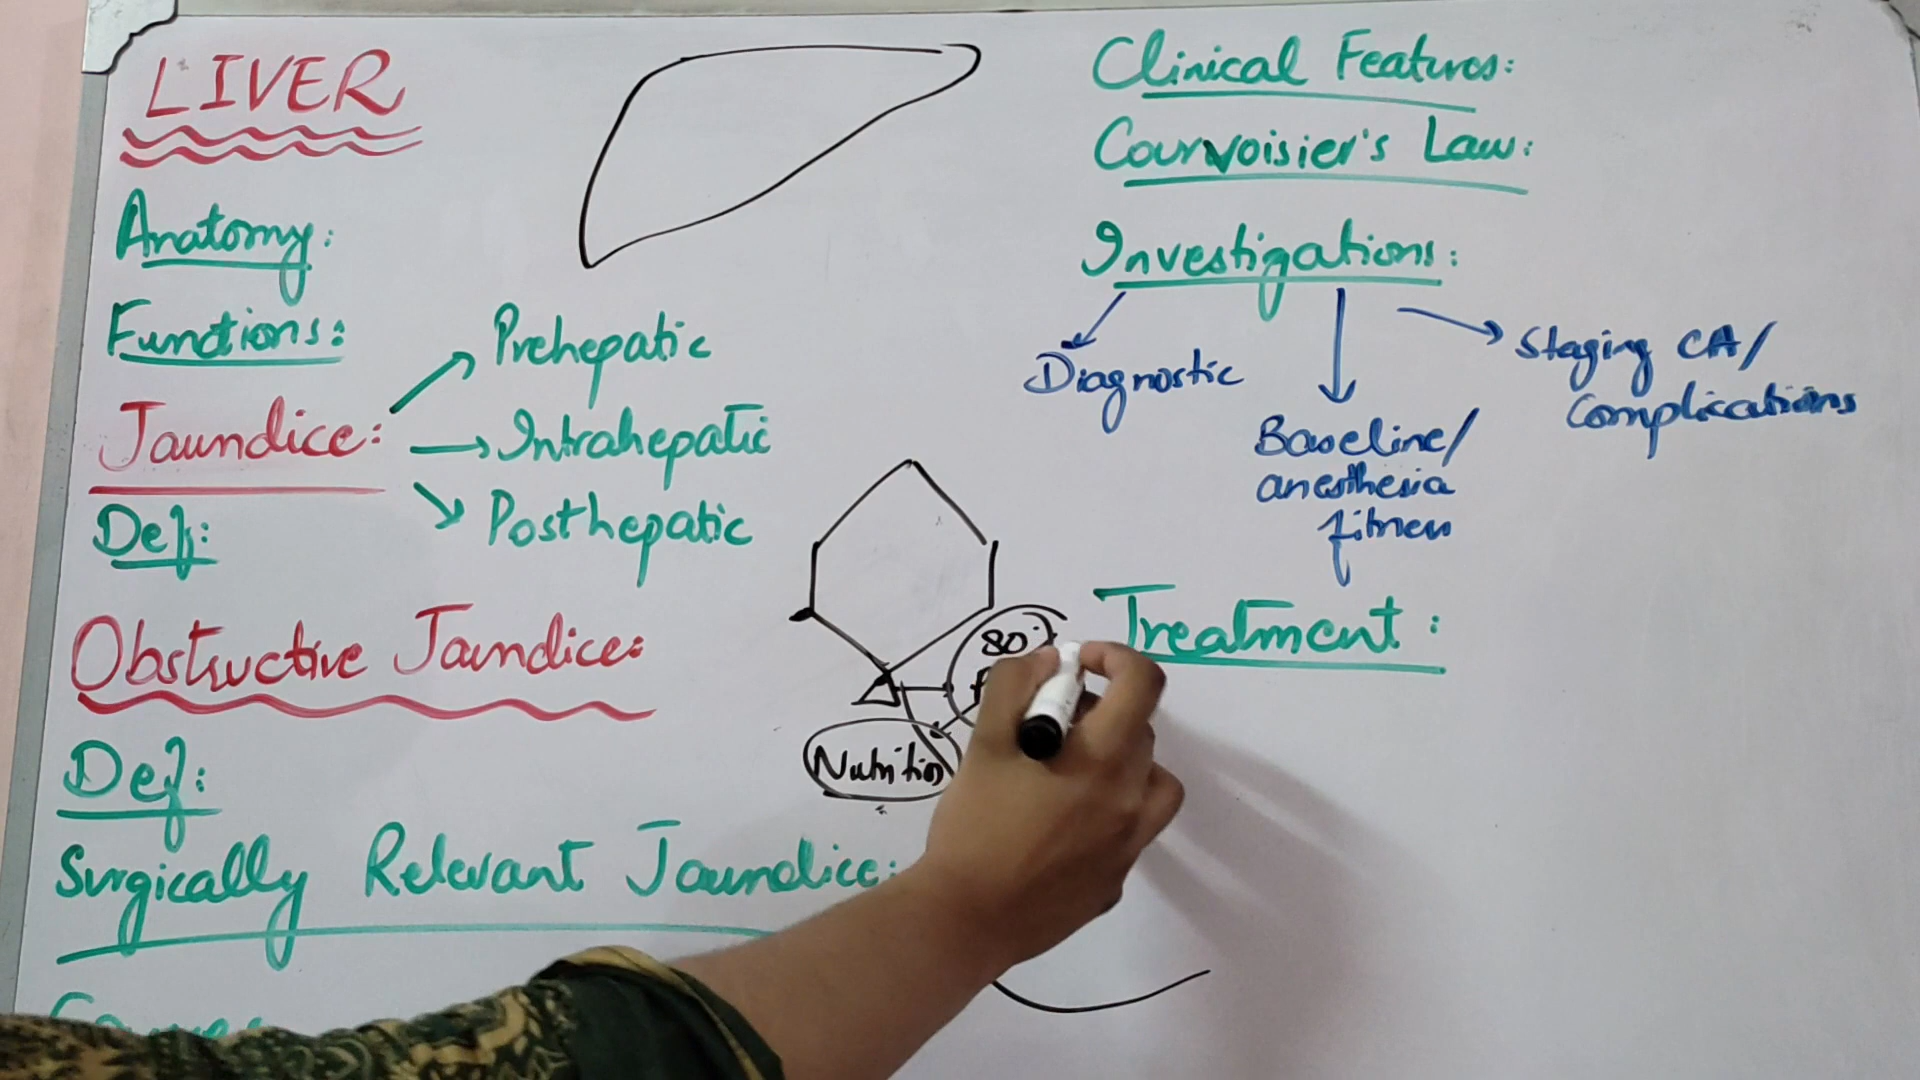 LIVER
Anatomy:
Functions:
Jaundice:
Prehepatic
Intrahepatic
Posthepatic
Def:
Obstructive Jaundice:
Def:
Surgically Relevant Jaundice:
80
Nutrition
Clinical Features:
Courvoisier's Law:
Investigations:
Diagnostic
Baseline/
anesthesia
fitness
Staging CA/
Complications
Treatment: